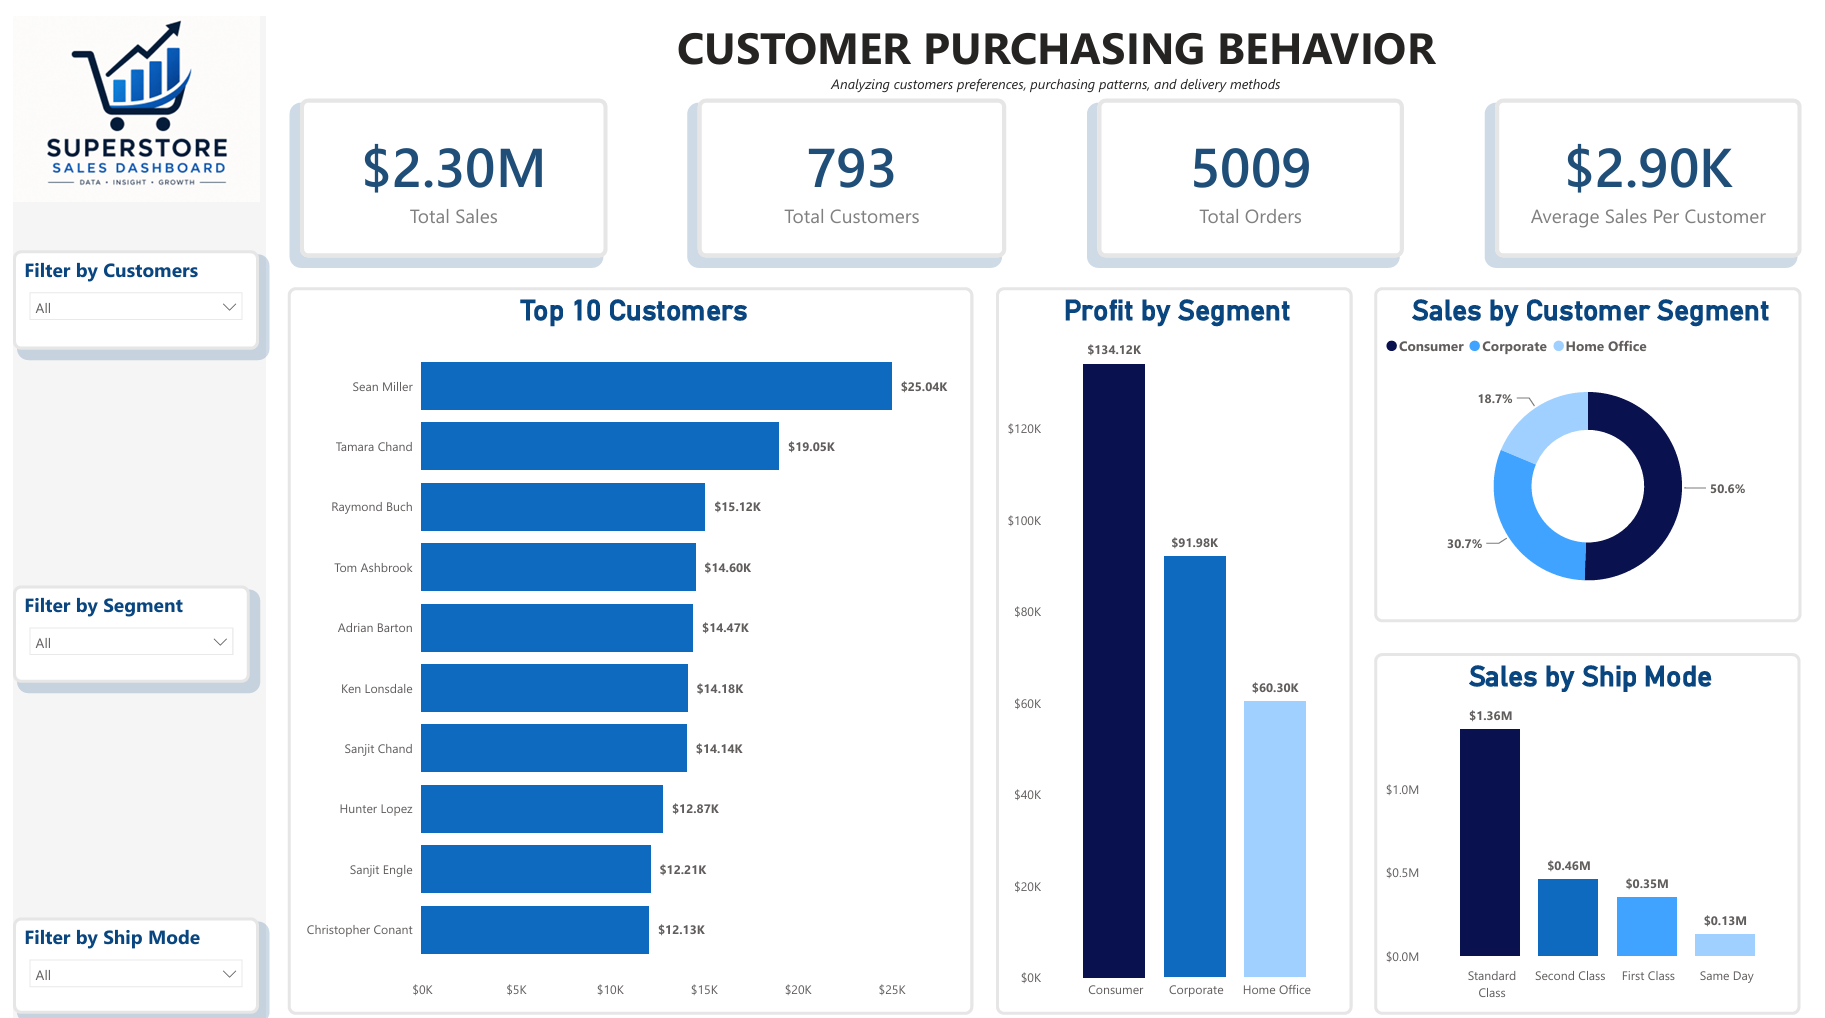 SUPERSTORE
SALES DASHBOARD
DATA • INSIGHT • GROWTH
CUSTOMER PURCHASING BEHAVIOR
Analyzing customers preferences, purchasing patterns, and delivery methods
$2.30M
Total Sales
793
Total Customers
5009
Total Orders
$2.90K
Average Sales Per Customer
Filter by Customers
All
Filter by Segment
All
Filter by Ship Mode
All
Top 10 Customers
Sean Miller $25.04K
Tamara Chand $19.05K
Raymond Buch $15.12K
Tom Ashbrook $14.60K
Adrian Barton $14.47K
Ken Lonsdale $14.18K
Sanjit Chand $14.14K
Hunter Lopez $12.87K
Sanjit Engle $12.21K
Christopher Conant $12.13K
$0K $5K $10K $15K $20K $25K
Profit by Segment
$134.12K
$120K
$100K
$91.98K
$80K
$60.30K
$60K
$40K
$20K
$0K
Consumer Corporate Home Office
Sales by Customer Segment
Consumer Corporate Home Office
18.7%
50.6%
30.7%
Sales by Ship Mode
$1.36M
$1.0M
$0.46M
$0.5M
$0.35M
$0.13M
$0.0M
Standard Class Second Class First Class Same Day